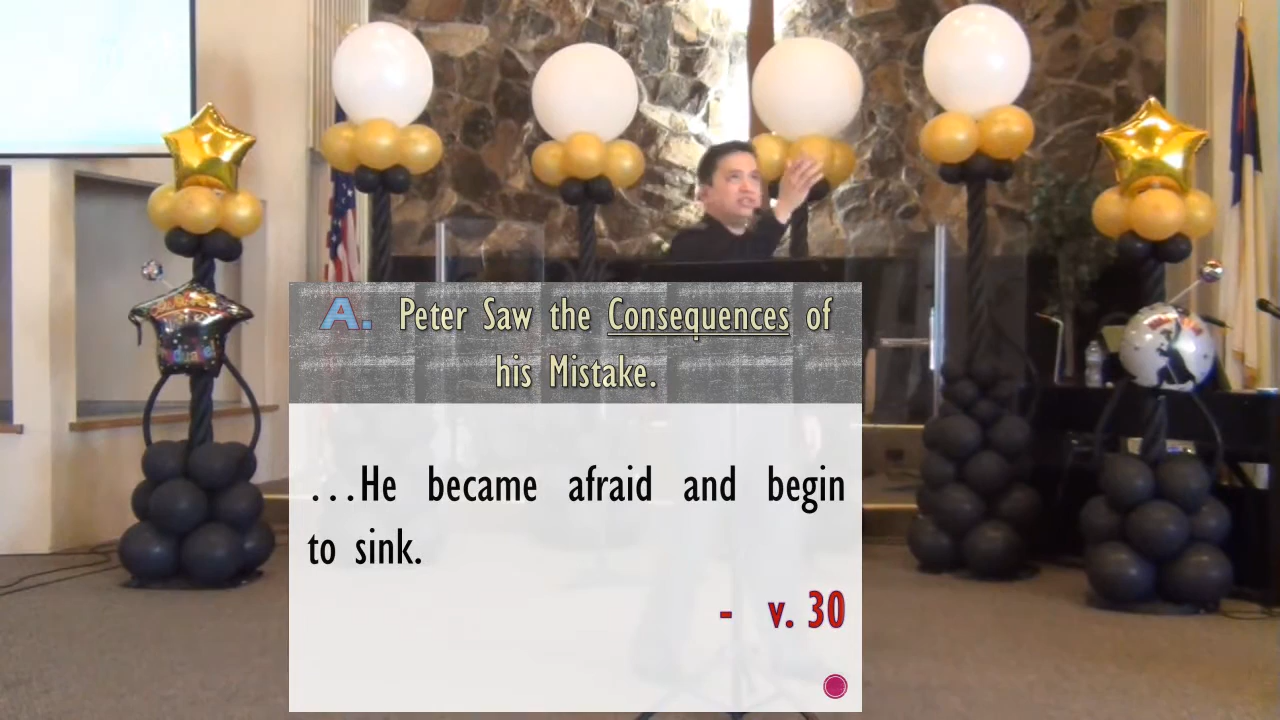 A. Peter Saw the Consequences of
his Mistake.
...He became afraid and begin
to sink.
- v. 30